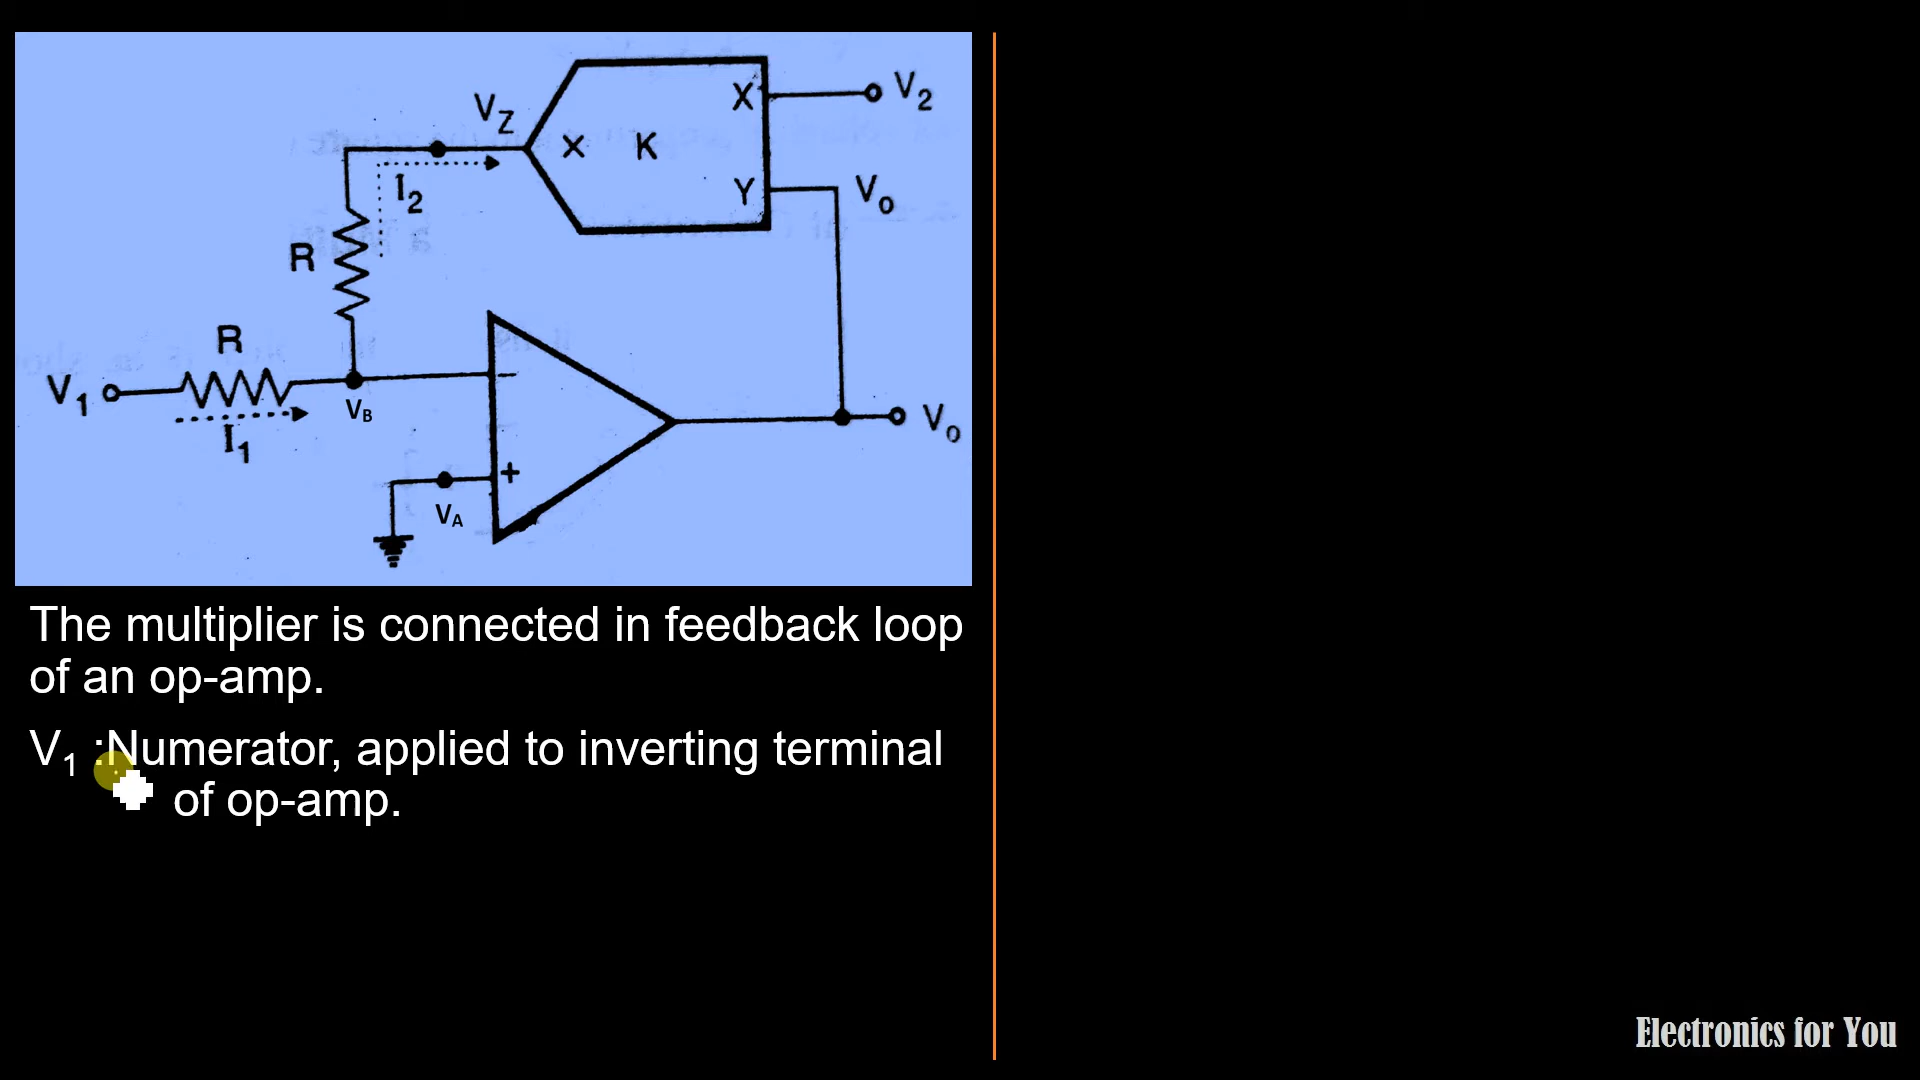 X
V2
VZ
X K
Y
Vo
I2
R
R
V1
VB
I1
−
+
VA
Vo
The multiplier is connected in feedback loop
of an op-amp.
V1 :Numerator, applied to inverting terminal
of op-amp.
Electronics for You